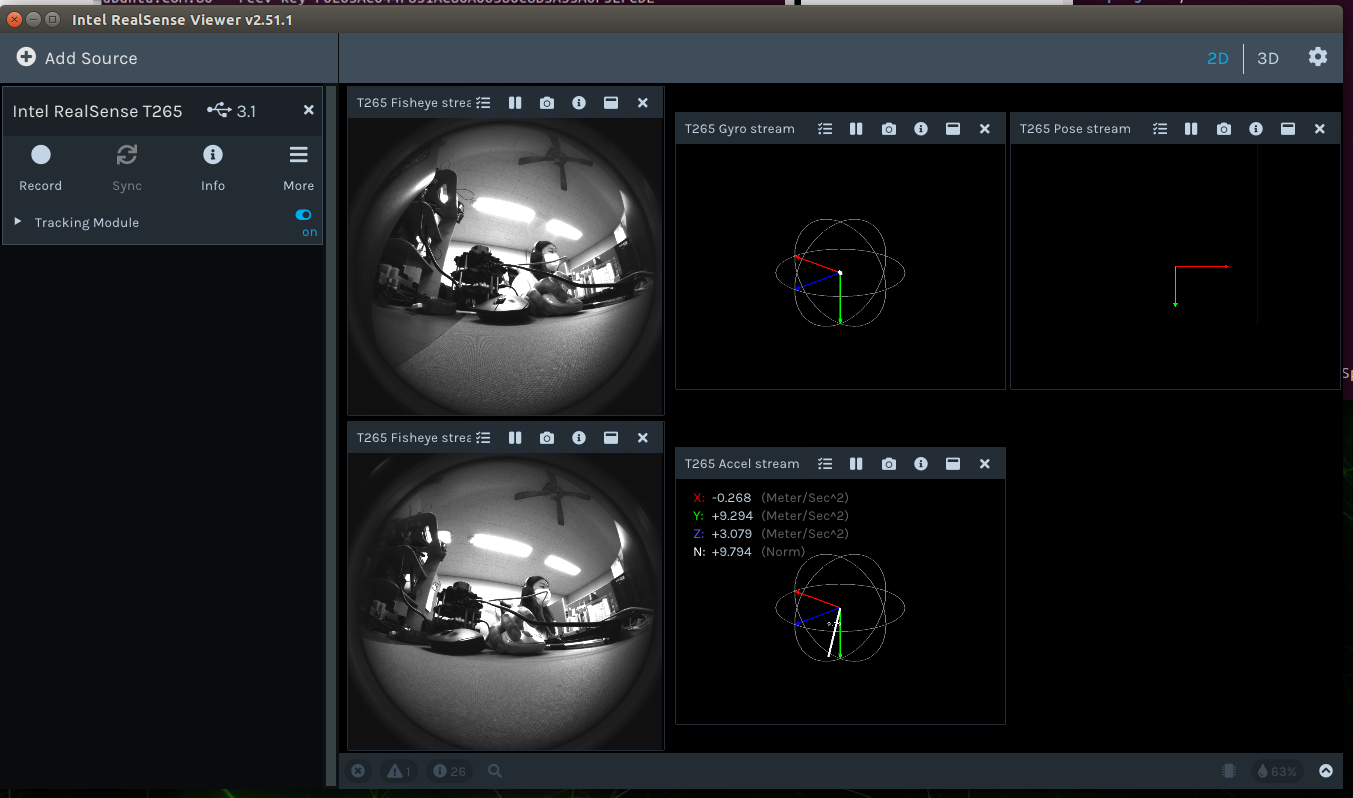 Intel RealSense Viewer v2.51.1
Add Source
2D
3D
Intel RealSense T265
3.1
Record
Sync
Info
More
Tracking Module
on
T265 Fisheye strea
T265 Gyro stream
T265 Pose stream
T265 Fisheye strea
T265 Accel stream
X: -0.268 (Meter/Sec^2)
Y: +9.294 (Meter/Sec^2)
Z: +3.079 (Meter/Sec^2)
N: +9.794 (Norm)
1
26
63%